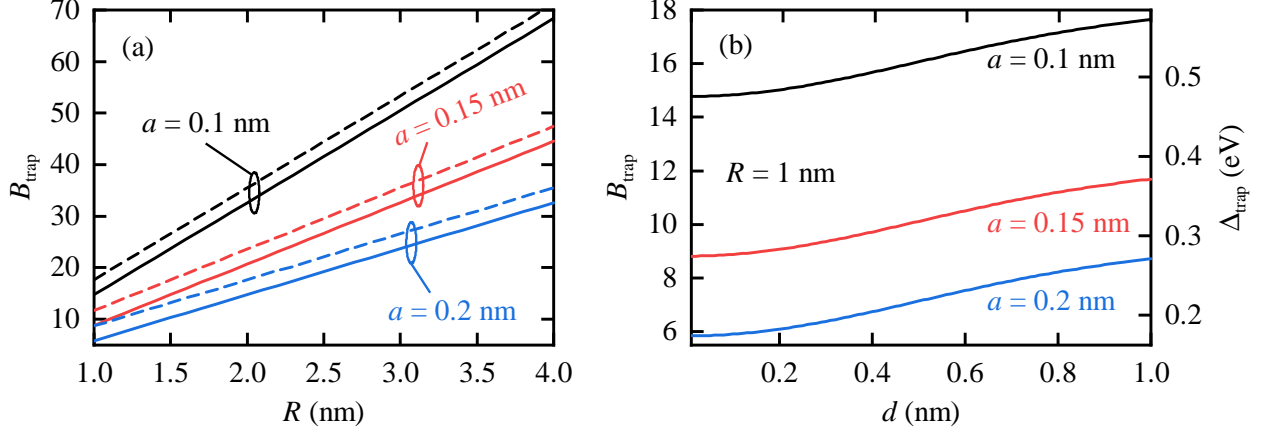 (a)
B_trap
70
60
50
40
30
20
10
a = 0.1 nm
a = 0.15 nm
a = 0.2 nm
1.0 1.5 2.0 2.5 3.0 3.5 4.0
R (nm)
(b)
B_trap
18
16
14
12
10
8
6
a = 0.1 nm
R = 1 nm
a = 0.15 nm
a = 0.2 nm
0.5
0.4
0.3
0.2
Δ_trap (eV)
0.2 0.4 0.6 0.8 1.0
d (nm)